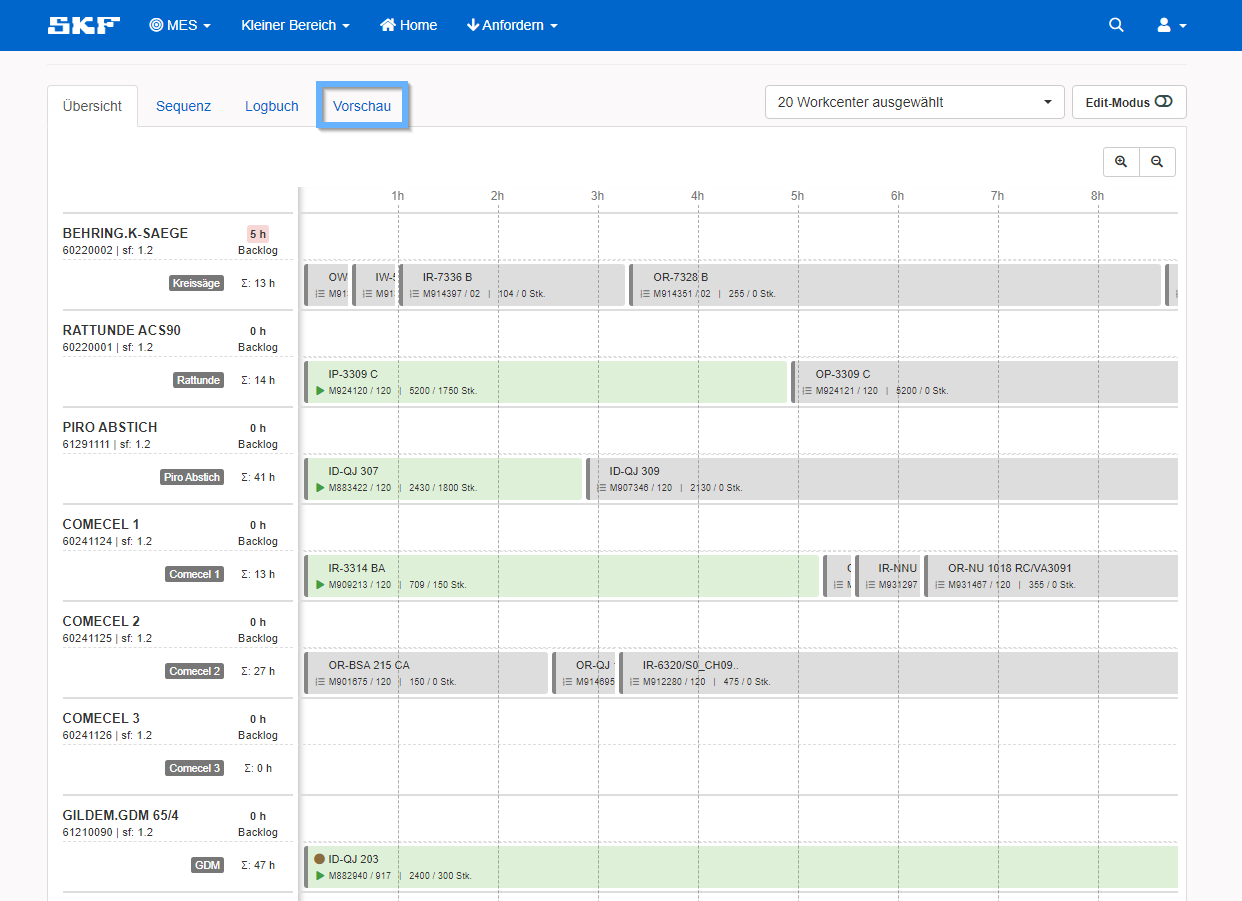 SKF MES Kleiner Bereich Home Anfordern
Übersicht Sequenz Logbuch Vorschau 20 Workcenter ausgewählt Edit-Modus
1h 2h 3h 4h 5h 6h 7h 8h
BEHRING.K-SAEGE 5 h
60220002 | sf: 1.2 Backlog
Kreissäge Σ: 13 h
OW
M91
IW-5
M91
IR-7336 B
M914397 / 02 | 104 / 0 Stk.
OR-7328 B
M914351 / 02 | 255 / 0 Stk.
RATTUNDE ACS90 0 h
60220001 | sf: 1.2 Backlog
Rattunde Σ: 14 h
IP-3309 C
M924120 / 120 | 5200 / 1750 Stk.
OP-3309 C
M924121 / 120 | 5200 / 0 Stk.
PIRO ABSTICH 0 h
61291111 | sf: 1.2 Backlog
Piro Abstich Σ: 41 h
ID-QJ 307
M883422 / 120 | 2430 / 1800 Stk.
ID-QJ 309
M907346 / 120 | 2130 / 0 Stk.
COMECEL 1 0 h
60241124 | sf: 1.2 Backlog
Comecel 1 Σ: 13 h
IR-3314 BA
M909213 / 120 | 709 / 150 Stk.
IR-NNU
M931297
OR-NU 1018 RC/VA3091
M931467 / 120 | 355 / 0 Stk.
COMECEL 2 0 h
60241125 | sf: 1.2 Backlog
Comecel 2 Σ: 27 h
OR-BSA 215 CA
M901675 / 120 | 150 / 0 Stk.
OR-QJ
M914695
IR-6320/S0_CH09..
M912280 / 120 | 475 / 0 Stk.
COMECEL 3 0 h
60241126 | sf: 1.2 Backlog
Comecel 3 Σ: 0 h
GILDEM.GDM 65/4 0 h
61210090 | sf: 1.2 Backlog
GDM Σ: 47 h
ID-QJ 203
M882940 / 917 | 2400 / 300 Stk.